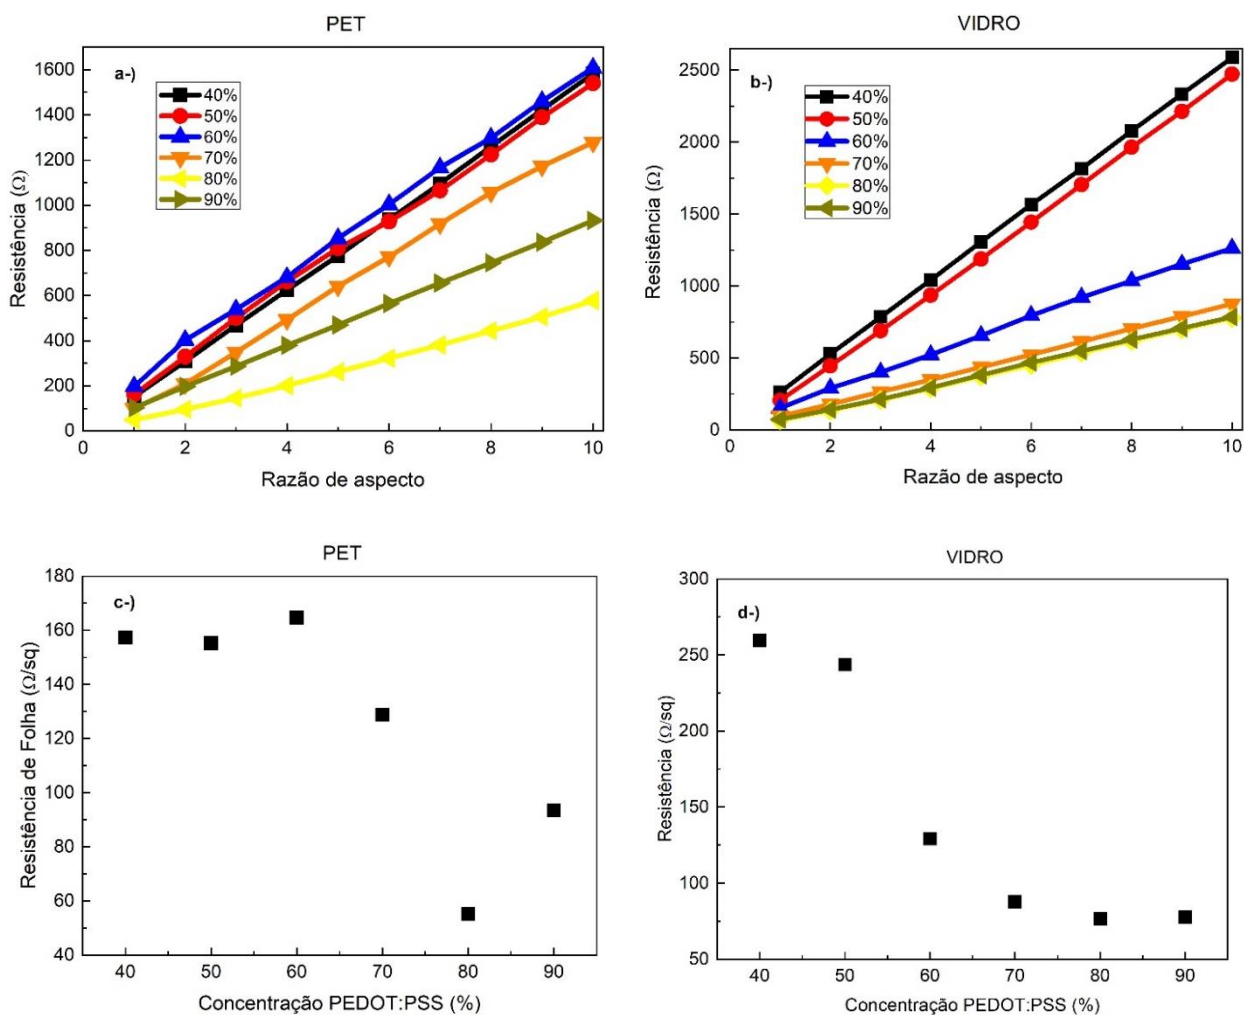 PET
a-)
40%
50%
60%
70%
80%
90%
1600
1400
1200
1000
800
600
400
200
0
Resistência (Ω)
0 2 4 6 8 10
Razão de aspecto
VIDRO
b-)
40%
50%
60%
70%
80%
90%
2500
2000
1500
1000
500
0
Resistência (Ω)
0 2 4 6 8 10
Razão de aspecto
PET
c-)
180
160
140
120
100
80
60
40
Resistência de Folha (Ω/sq)
40 50 60 70 80 90
Concentração PEDOT:PSS (%)
VIDRO
d-)
300
250
200
150
100
50
Resistência (Ω/sq)
40 50 60 70 80 90
Concentração PEDOT:PSS (%)